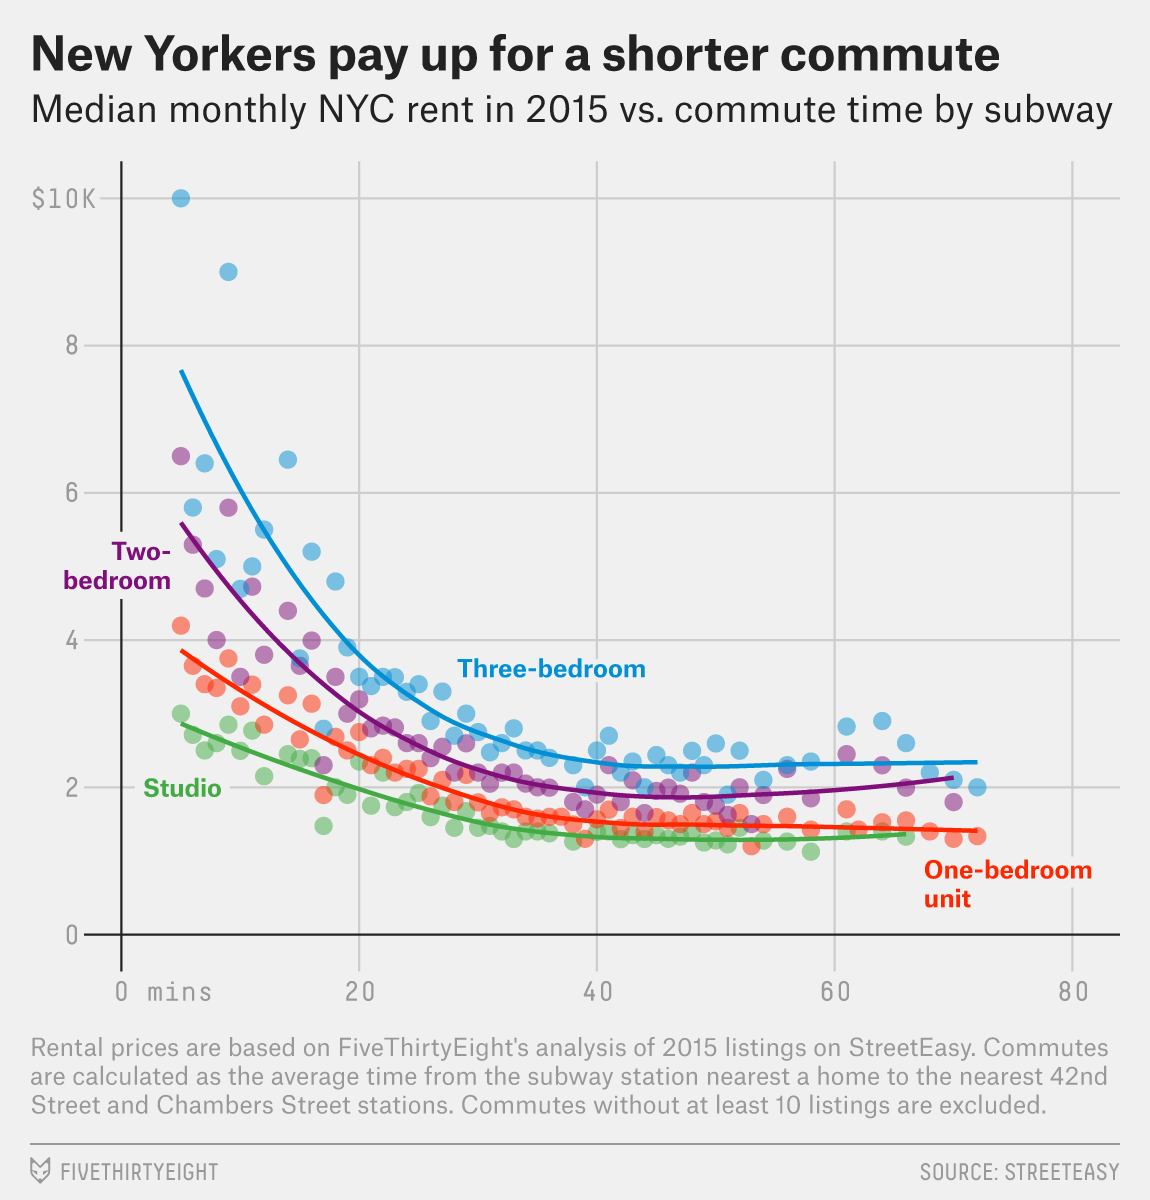 New Yorkers pay up for a shorter commute
Median monthly NYC rent in 2015 vs. commute time by subway
$10K
8
6
Two-
bedroom
4
Three-bedroom
2
Studio
One-bedroom
unit
0
0 mins
20
40
60
80
Rental prices are based on FiveThirtyEight's analysis of 2015 listings on StreetEasy. Commutes
are calculated as the average time from the subway station nearest a home to the nearest 42nd
Street and Chambers Street stations. Commutes without at least 10 listings are excluded.
FIVETHIRTYEIGHT
SOURCE: STREETEASY